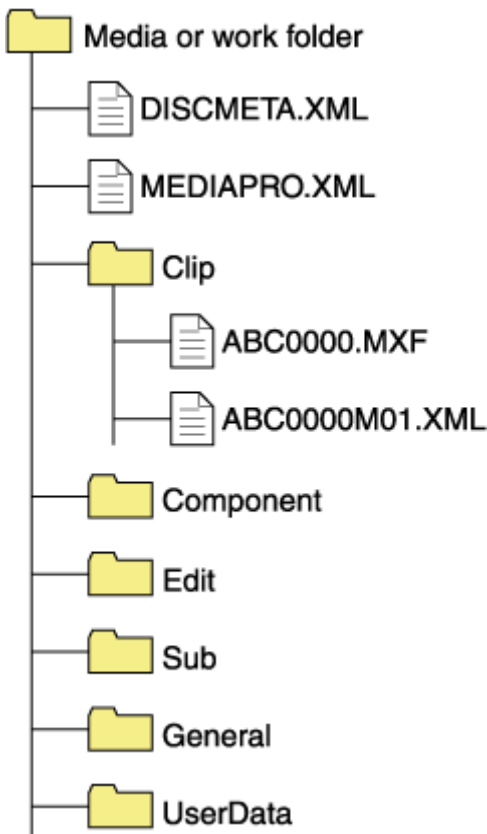 Media or work folder
DISCMETA.XML
MEDIAPRO.XML
Clip
ABC0000.MXF
ABC0000M01.XML
Component
Edit
Sub
General
UserData